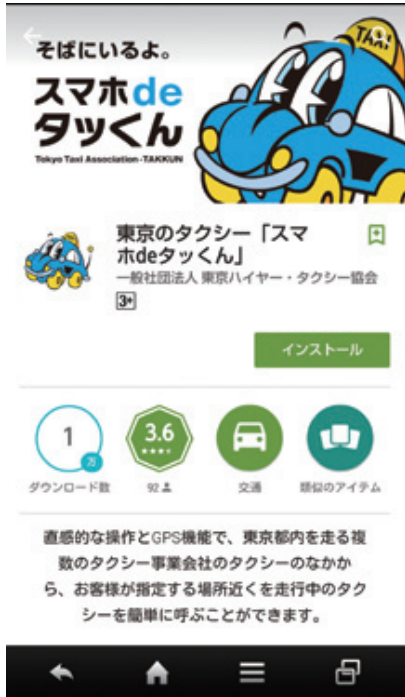 そばにいるよ。
TAXI
スマホde
タッくん
Tokyo Taxi Association-TAKKUN
東京のタクシー「スマ
ホdeタッくん」
一般社団法人 東京ハイヤー・タクシー協会
3+
インストール
1
万
3.6
ダウンロード数
92
交通
類似のアイテム
直感的な操作とGPS機能で、東京都内を走る複
数のタクシー事業会社のタクシーのなかか
ら、お客様が指定する場所近くを走行中のタク
シーを簡単に呼ぶことができます。